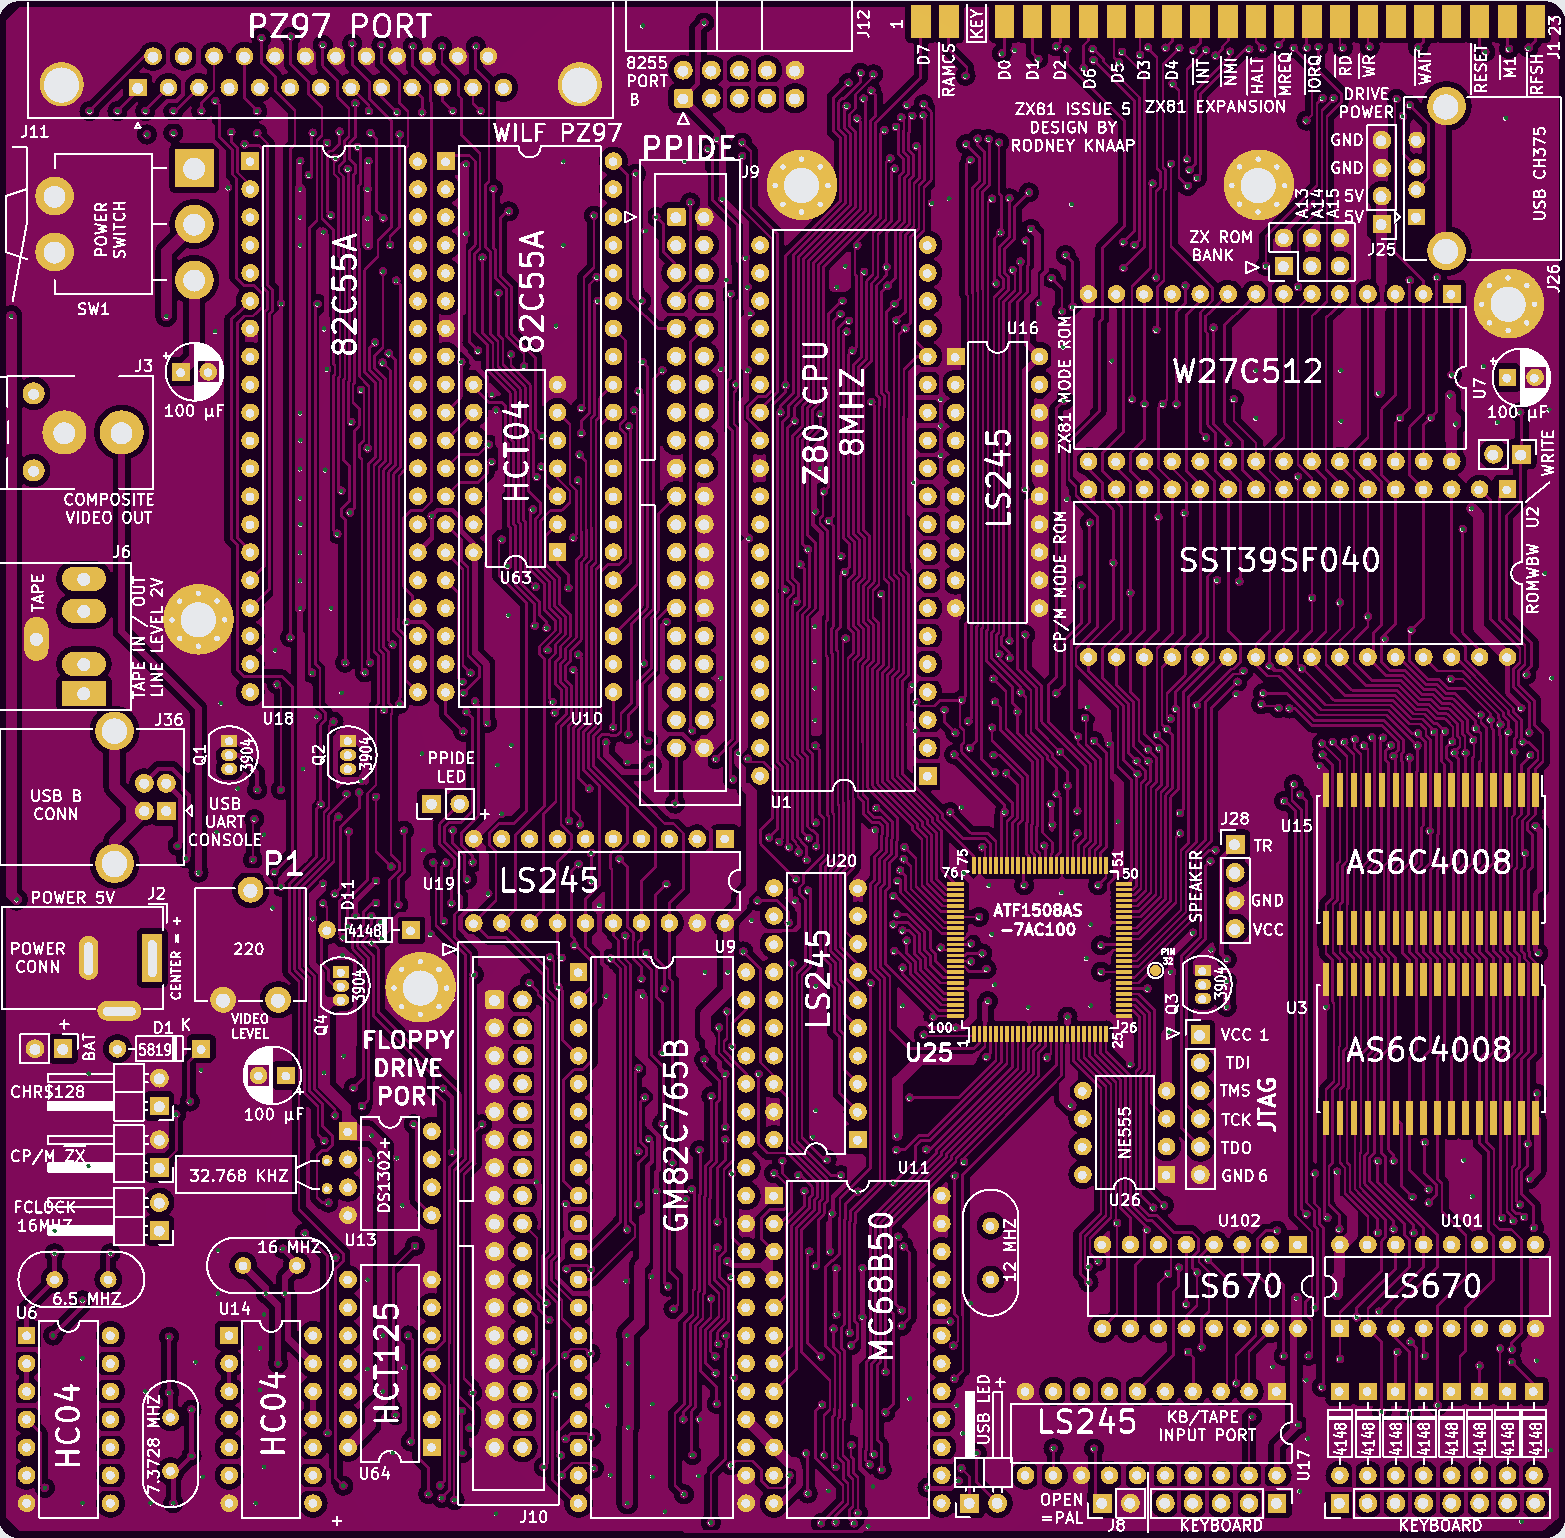 PZ97 PORT
J11
WILF PZ97
J12
8255
PORT
B
1
D7
RAMCS
KEY
D0
D1
D2
D6
D5
D3
D4
INT
NMI
HALT
MREQ
IORQ
RD
WR
WAIT
RESET
M1
RFSH
23
J1
ZX81 ISSUE 5
DESIGN BY
RODNEY KNAAP
ZX81 EXPANSION
DRIVE
POWER
GND
GND
5V
5V
J25
USB CH375
J26
A13
A14
A15
ZX ROM
BANK
PPIDE
J9
POWER
SWITCH
SW1
+
100 µF
J3
COMPOSITE
VIDEO OUT
82C55A
U18
82C55A
U10
HCT04
U63
Z80 CPU
8MHZ
U1
U16
LS245
ZX81 MODE ROM
W27C512
U7
+
100 µF
WRITE
CP/M MODE ROM
SST39SF040
U2
ROMWBW
J6
TAPE
TAPE IN / OUT
LINE LEVEL 2V
J36
USB B
CONN
USB
UART
CONSOLE
Q1
3904
Q2
3904
PPIDE
LED
+
P1
220
VIDEO
LEVEL
POWER 5V
J2
POWER
CONN
CENTER = +
D11
4148
Q4
3904
U19
LS245
U20
LS245
U9
GM82C765B
FLOPPY
DRIVE
PORT
J10
75
76
51
50
ATF1508AS
-7AC100
100
1
26
25
U25
PIN
32
SPEAKER
J28
TR
GND
VCC
Q3
3904
U15
AS6C4008
U3
AS6C4008
VCC 1
TDI
TMS
TCK
TDO
GND 6
JTAG
NE555
U26
+
BAT
D1
K
5819
100 µF
+
CHRS128
CP/M ZX
FCLOCK
16MHZ
32.768 KHZ
DS1302+
U13
16 MHZ
6.5 MHZ
U6
HC04
7.3728 MHZ
U14
HC04
HCT125
U64
+
U11
MC68B50
12 MHZ
U102
LS670
U101
LS670
USB LED
+
LS245
KB/TAPE
INPUT PORT
U17
OPEN
=PAL
J8
KEYBOARD
4148
4148
4148
4148
4148
4148
4148
4148
KEYBOARD